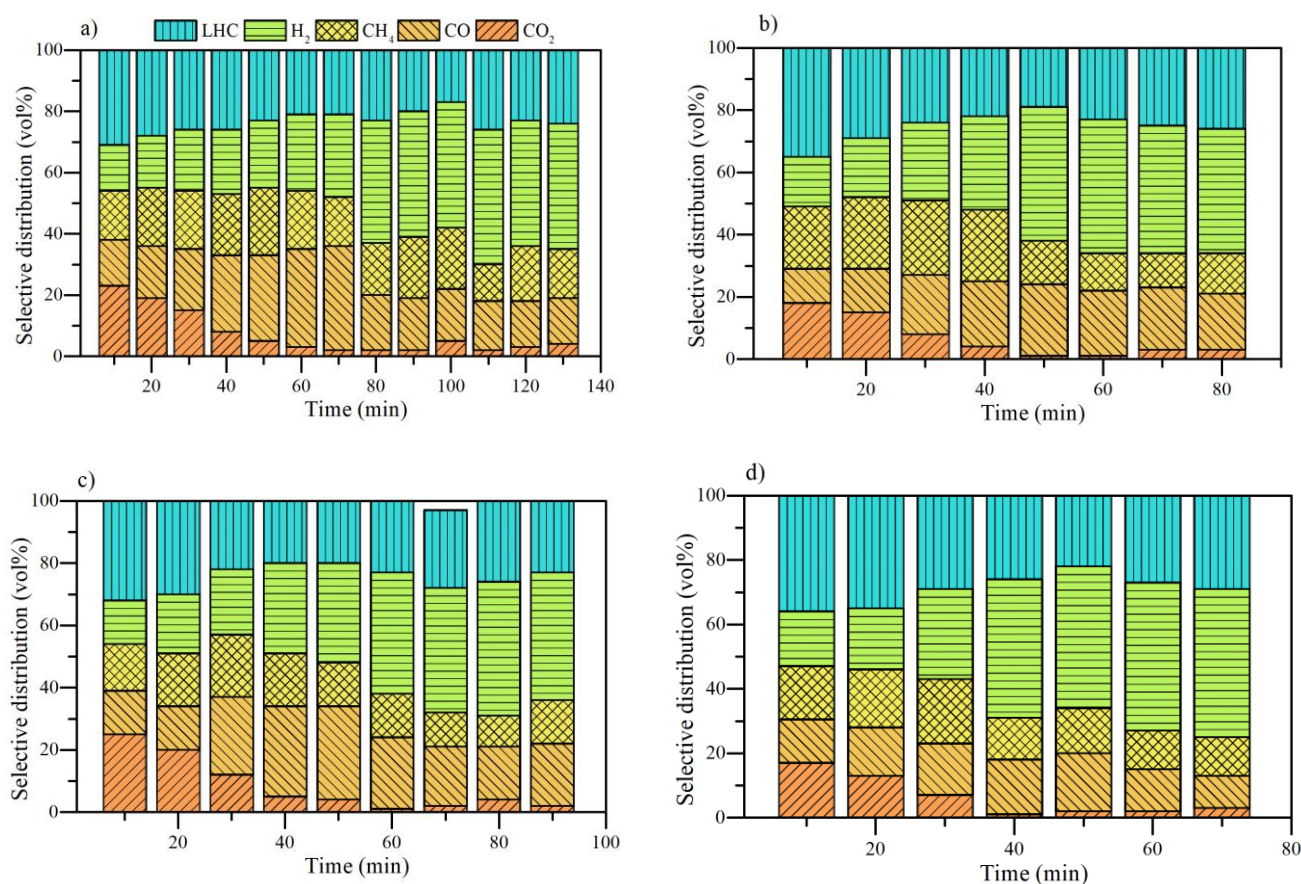 a)
LHC H₂ CH₄ CO CO₂
100
80
60
40
20
0
Selective distribution (vol%)
20 40 60 80 100 120 140
Time (min)
b)
100
80
60
40
20
0
Selective distribution (vol%)
20 40 60 80
Time (min)
c)
100
80
60
40
20
0
Selective distribution (vol%)
20 40 60 80 100
Time (min)
d)
100
80
60
40
20
0
Selective distribution (vol%)
20 40 60 80
Time (min)